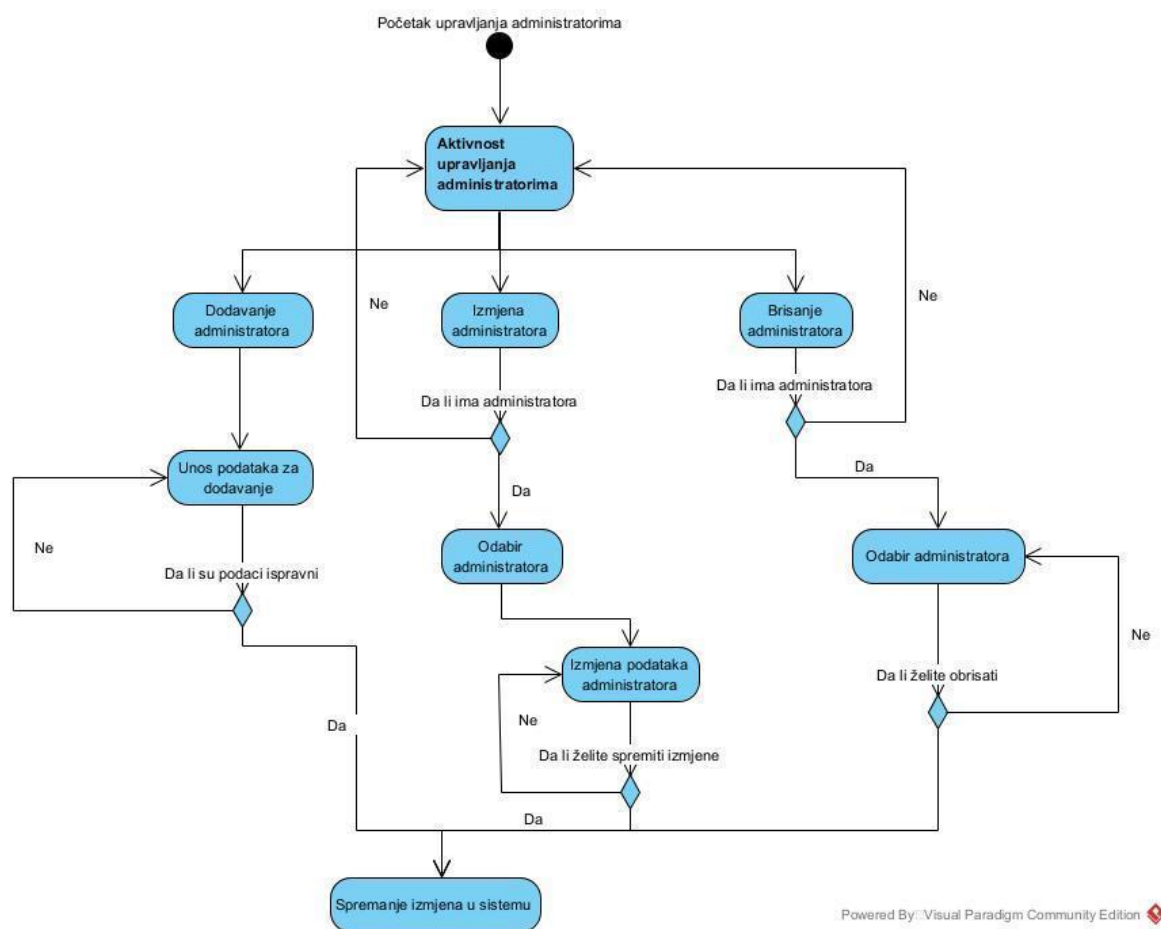 Početak upravljanja administratorima
Aktivnost
upravljanja
administratorima
Ne
Ne
Dodavanje
administratora
Izmjena
administratora
Brisanje
administratora
Da li ima administratora
Da li ima administratora
Unos podataka za
dodavanje
Da
Da
Ne
Odabir
administratora
Odabir administratora
Da li su podaci ispravni
Ne
Izmjena podataka
administratora
Da li želite obrisati
Da
Ne
Da li želite spremiti izmjene
Da
Spremanje izmjena u sistemu
Powered By Visual Paradigm Community Edition